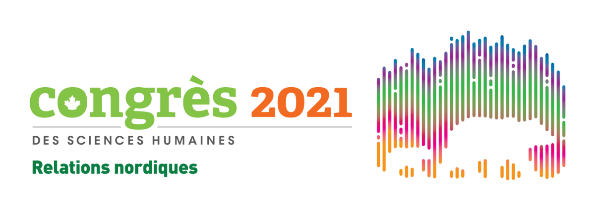 congrès 2021
DES SCIENCES HUMAINES
Relations nordiques